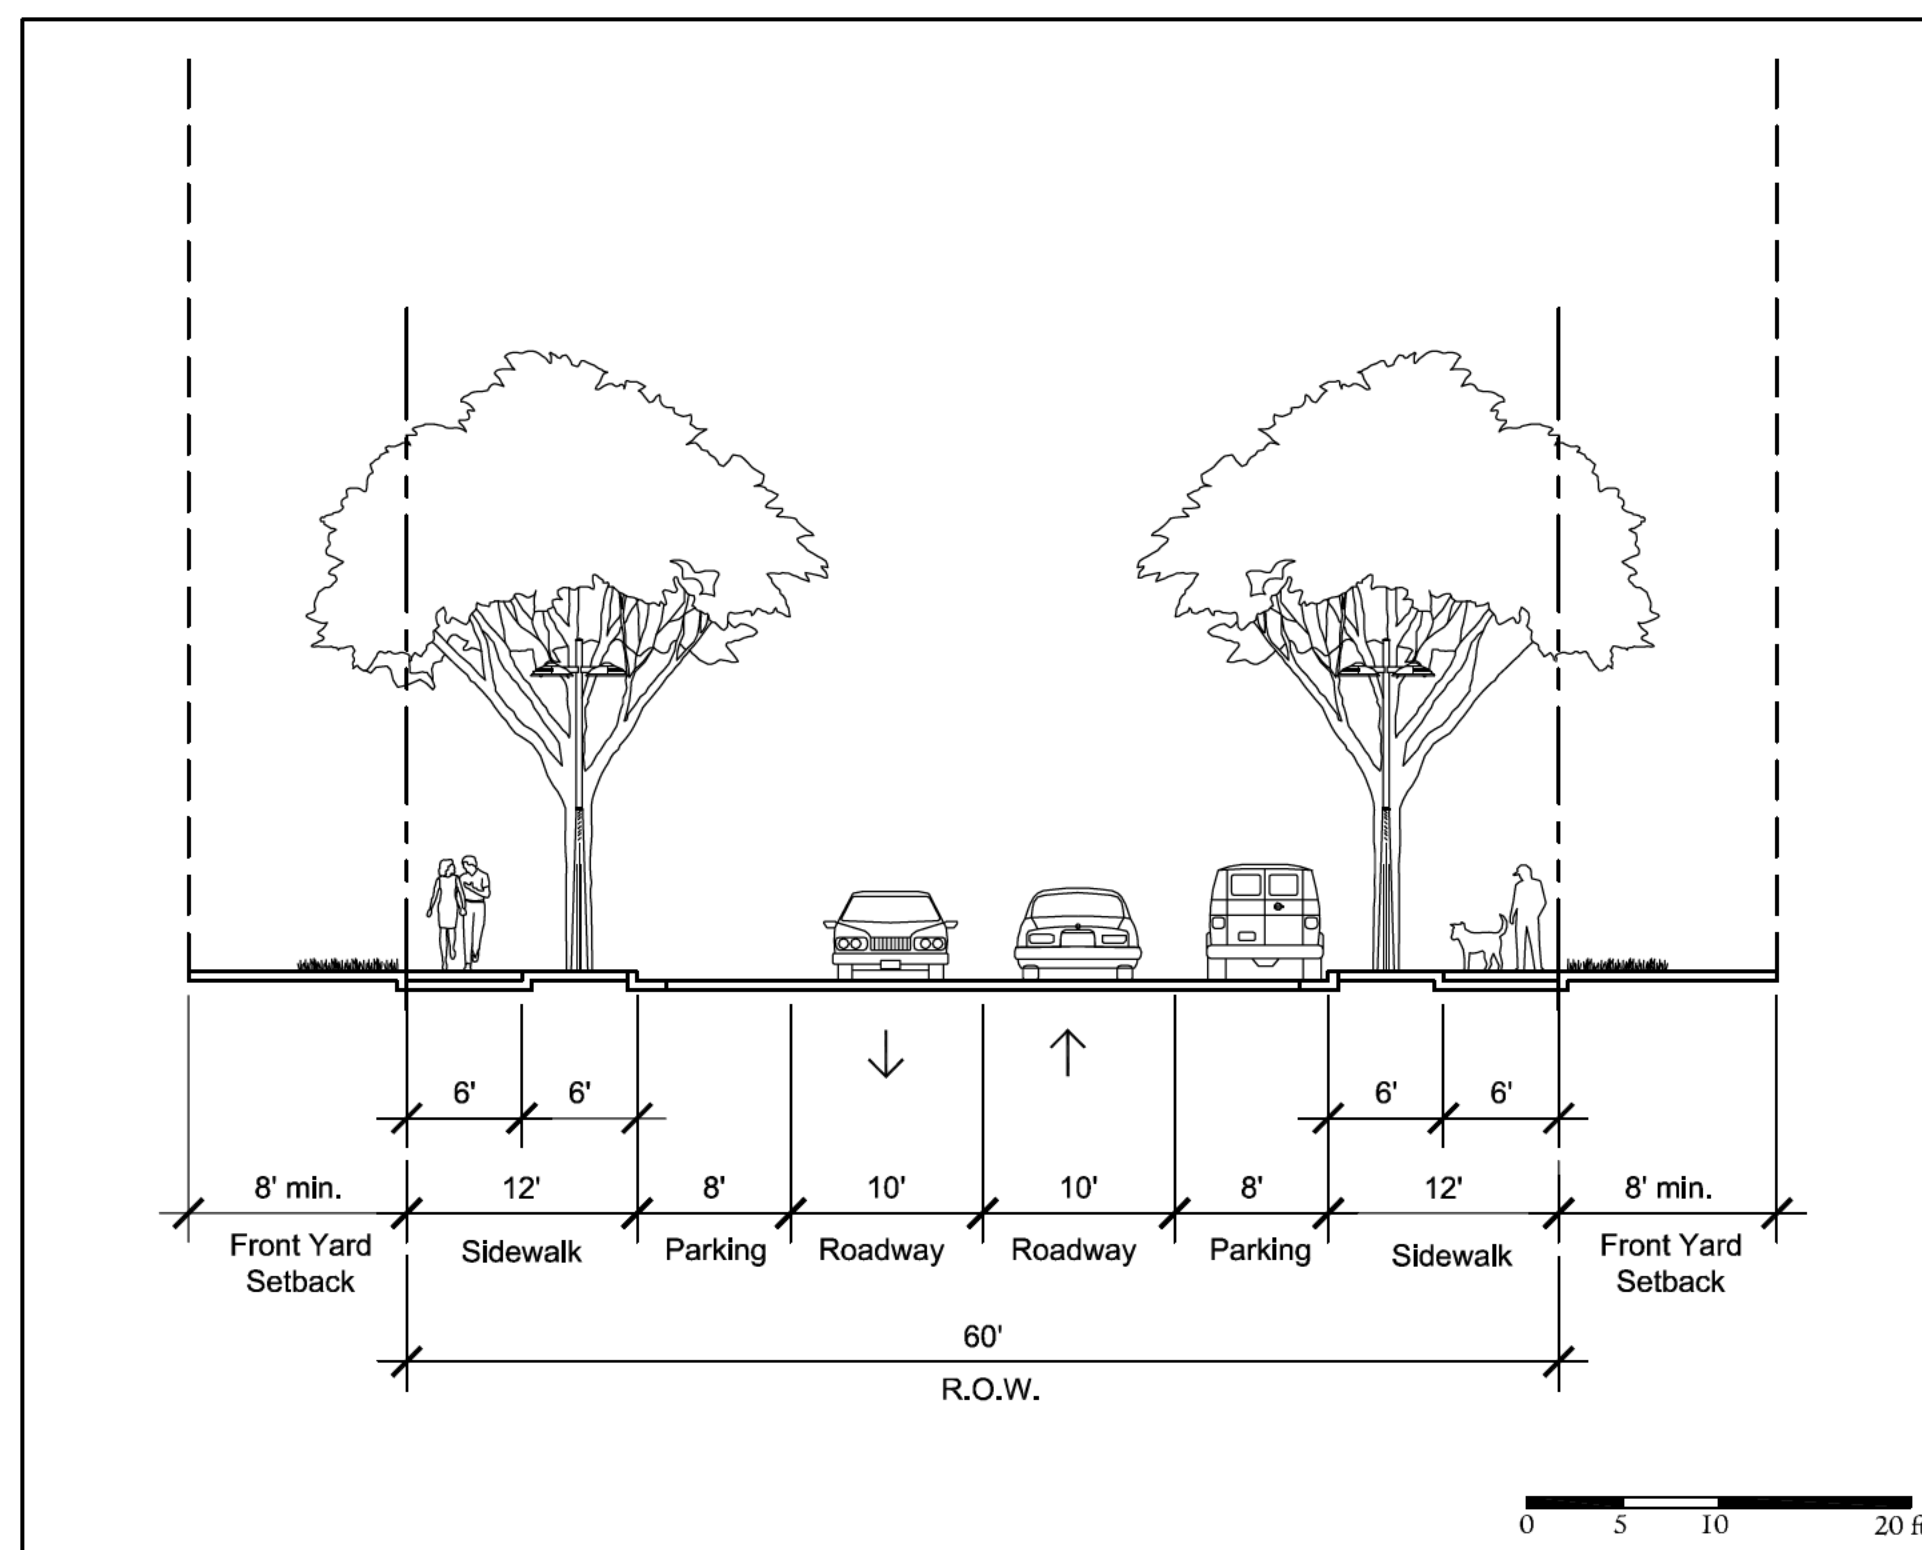 6' 6' 6' 6'
8' min. 12' 8' 10' 10' 8' 12' 8' min.
Front Yard Sidewalk Parking Roadway Roadway Parking Sidewalk Front Yard
Setback Setback
60'
R.O.W.
0 5 10 20 ft